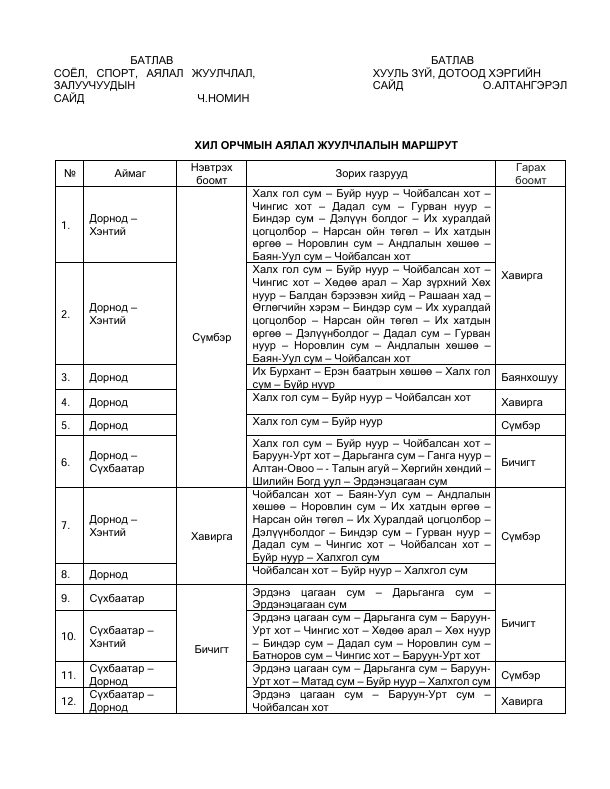 БАТЛАВ
СОЁЛ, СПОРТ, АЯЛАЛ ЖУУЛЧЛАЛ,
ЗАЛУУЧУУДЫН
САЙД Ч.НОМИН
БАТЛАВ
ХУУЛЬ ЗҮЙ, ДОТООД ХЭРГИЙН
САЙД О.АЛТАНГЭРЭЛ
ХИЛ ОРЧМЫН АЯЛАЛ ЖУУЛЧЛАЛЫН МАРШРУТ
№ Аймаг Нэвтрэх боомт Зорих газрууд Гарах боомт
1. Дорнод –
Хэнтий
Сүмбэр
Халх гол сум – Буйр нуур – Чойбалсан хот –
Чингис хот – Дадал сум – Гурван нуур –
Биндэр сум – Дэлүүн болдог – Их хуралдай
цогцолбор – Нарсан ойн төгөл – Их хатдын
өргөө – Норовлин сум – Андлалын хөшөө –
Баян-Уул сум – Чойбалсан хот
Хавирга
2. Дорнод –
Хэнтий
Халх гол сум – Буйр нуур – Чойбалсан хот –
Чингис хот – Хөдөө арал – Хар зүрхний Хөх
нуур – Балдан бэрээвэн хийд – Рашаан хад –
Өглөгчийн хэрэм – Биндэр сум – Их хуралдай
цогцолбор – Нарсан ойн төгөл – Их хатдын
өргөө – Дэлүүнболдог – Дадал сум – Гурван
нуур – Норовлин сум – Андлалын хөшөө –
Баян-Уул сум – Чойбалсан хот
3. Дорнод
Их Бурхант – Ерэн баатрын хөшөө – Халх гол
сум – Буйр нуур
Баянхошуу
4. Дорнод
Халх гол сум – Буйр нуур – Чойбалсан хот
Хавирга
5. Дорнод
Халх гол сум – Буйр нуур
Сүмбэр
6. Дорнод –
Сүхбаатар
Халх гол сум – Буйр нуур – Чойбалсан хот –
Баруун-Урт хот – Дарьганга сум – Ганга нуур –
Алтан-Овоо – - Талын агуй – Хөргийн хөндий –
Шилийн Богд уул – Эрдэнэцагаан сум
Бичигт
7. Дорнод –
Хэнтий
Хавирга
Чойбалсан хот – Баян-Уул сум – Андлалын
хөшөө – Норовлин сум – Их хатдын өргөө –
Нарсан ойн төгөл – Их Хуралдай цогцолбор –
Дэлүүнболдог – Биндэр сум – Гурван нуур –
Дадал сум – Чингис хот – Чойбалсан хот –
Буйр нуур – Халхгол сум
Сүмбэр
8. Дорнод
Чойбалсан хот – Буйр нуур – Халхгол сум
9. Сүхбаатар
Бичигт
Эрдэнэ цагаан сум – Дарьганга сум –
Эрдэнэцагаан сум
Бичигт
10. Сүхбаатар –
Хэнтий
Эрдэнэ цагаан сум – Дарьганга сум – Баруун-
Урт хот – Чингис хот – Хөдөө арал – Хөх нуур
– Биндэр сум – Дадал сум – Норовлин сум –
Батноров сум – Чингис хот – Баруун-Урт хот
11. Сүхбаатар –
Дорнод
Эрдэнэ цагаан сум – Дарьганга сум – Баруун-
Урт хот – Матад сум – Буйр нуур – Халхгол сум
Сүмбэр
12. Сүхбаатар –
Дорнод
Эрдэнэ цагаан сум – Баруун-Урт сум –
Чойбалсан хот
Хавирга